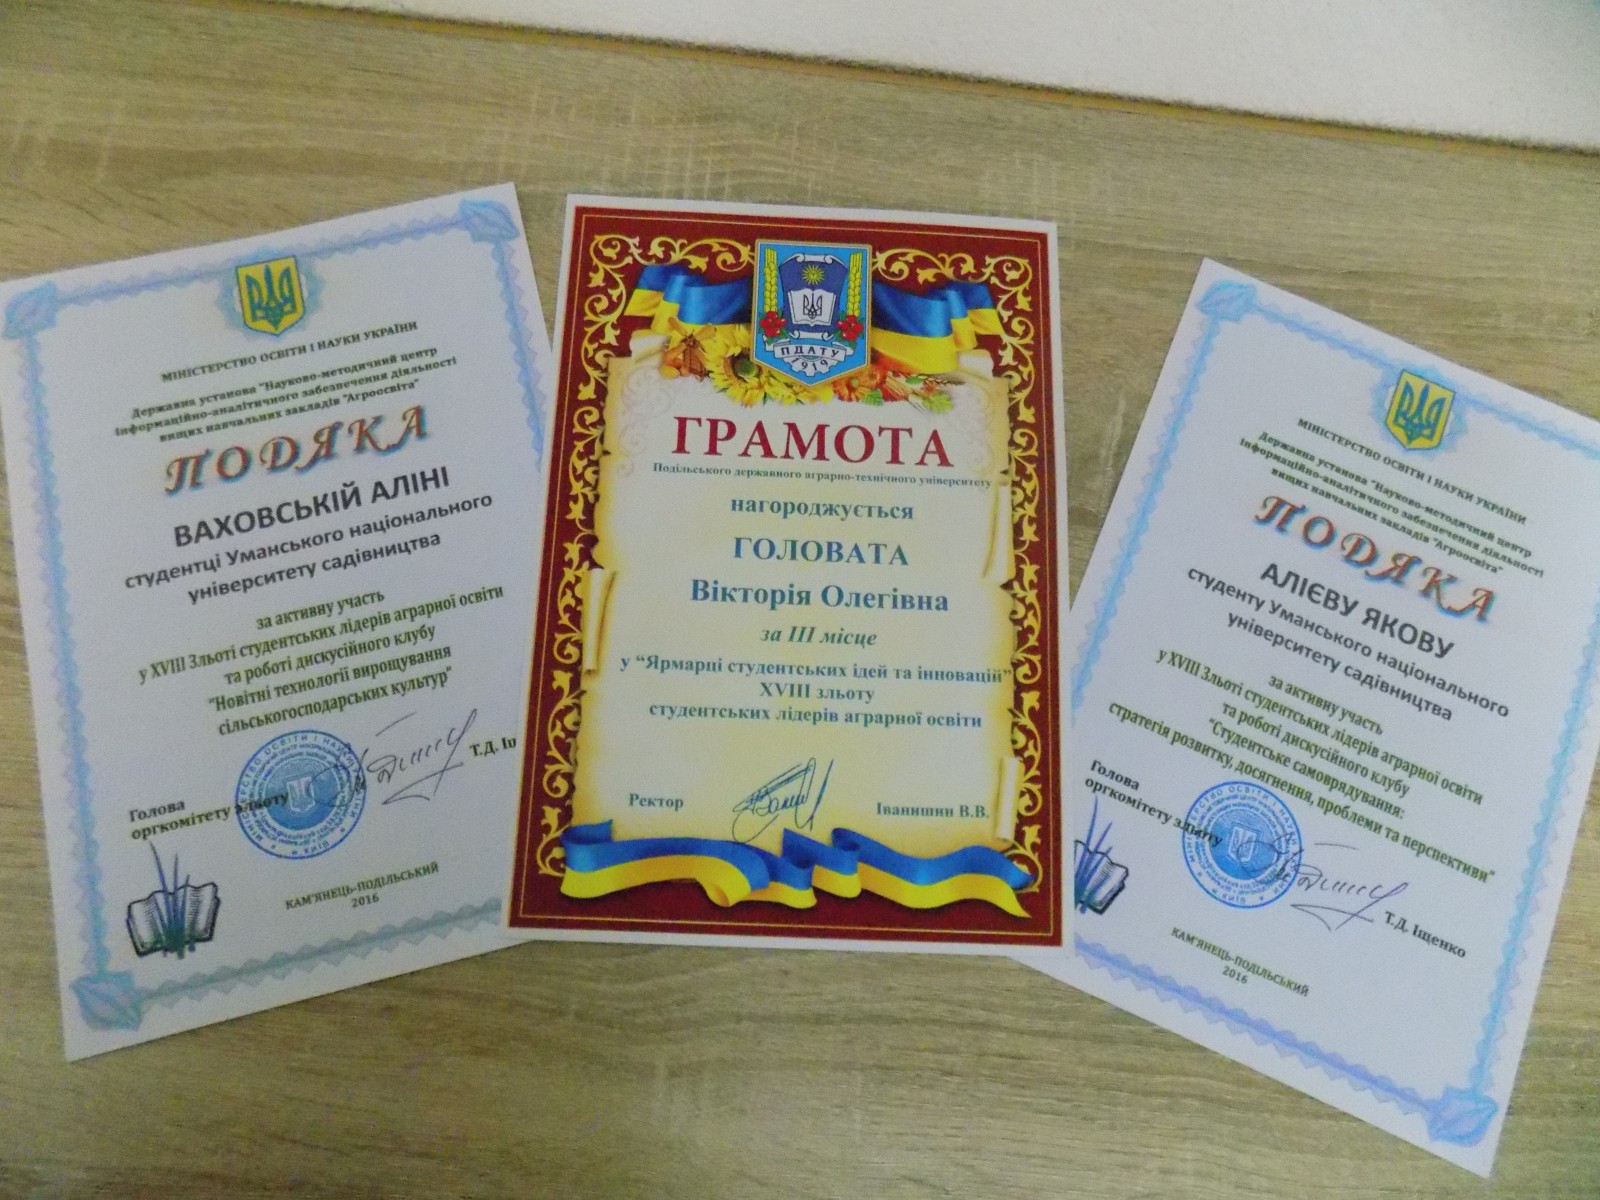 МІНІСТЕРСТВО ОСВІТИ І НАУКИ УКРАЇНИ
Державна установа "Науково-методичний центр
інформаційно-аналітичного забезпечення діяльності
вищих навчальних закладів "Агроосвіта"
ПОДЯКА
ВАХОВСЬКІЙ АЛІНІ
студентці Уманського національного
університету садівництва
за активну участь
у XVIII Зльоті студентських лідерів аграрної освіти
та роботі дискусійного клубу
"Новітні технології вирощування
сільськогосподарських культур"
Голова
оргкомітету зльоту
Т.Д. Іщ
КАМ'ЯНЕЦЬ-ПОДІЛЬСЬКИЙ
2016
ПДАТУ
1919
ГРАМОТА
Подільського державного аграрно-технічного університету
нагороджується
ГОЛОВАТА
Вікторія Олегівна
за III місце
у “Ярмарці студентських ідей та інновацій”
XVIII зльоту
студентських лідерів аграрної освіти
Ректор
Іванишин В.В.
МІНІСТЕРСТВО ОСВІТИ І НАУКИ УКРАЇНИ
Державна установа "Науково-методичний центр
інформаційно-аналітичного забезпечення діяльності
вищих навчальних закладів "Агроосвіта"
ПОДЯКА
АЛІЄВУ ЯКОВУ
студенту Уманського національного
університету садівництва
за активну участь
у XVIII Зльоті студентських лідерів аграрної освіти
та роботі дискусійного клубу
"Студентське самоврядування:
стратегія розвитку, досягнення, проблеми та перспективи"
Голова
оргкомітету зльоту
Т.Д. Іщенко
КАМ'ЯНЕЦЬ-ПОДІЛЬСЬКИЙ
2016